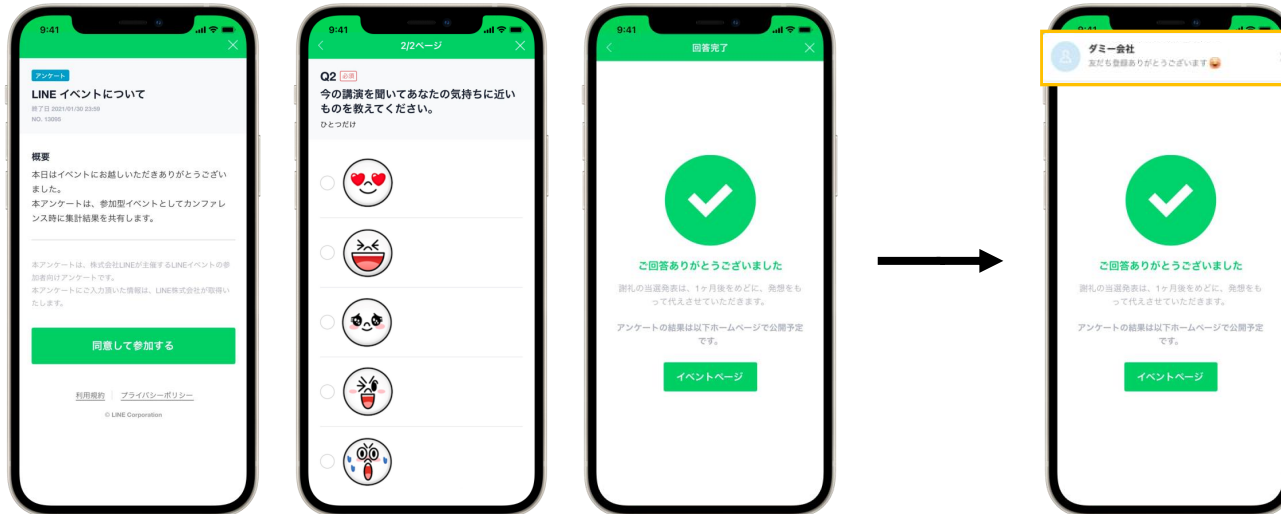 9:41
アンケート
LINE イベントについて
終了日 2021/01/30 23:59
NO. 13085
概要
本日はイベントにお越しいただきありがとうござい
ました。
本アンケートは、参加型イベントとしてカンファレ
ンス時に集計結果を共有します。
本アンケートは、株式会社LINEが主催するLINEイベントの参
加者向けアンケートです。
本アンケートにご入力頂いた情報は、LINE株式会社が取得い
たします。
同意して参加する
利用規約
プライバシーポリシー
© LINE Corporation
9:41
2/2ページ
Q2 必須
今の講演を聞いてあなたの気持ちに近い
ものを教えてください。
ひとつだけ
9:41
回答完了
ご回答ありがとうございました
謝礼の当選発表は、1ヶ月後をめどに、発想をも
って代えさせていただきます。
アンケートの結果は以下ホームページで公開予定
です。
イベントページ
ダミー会社
友だち登録ありがとうございます
ご回答ありがとうございました
謝礼の当選発表は、1ヶ月後をめどに、発想をも
って代えさせていただきます。
アンケートの結果は以下ホームページで公開予定
です。
イベントページ